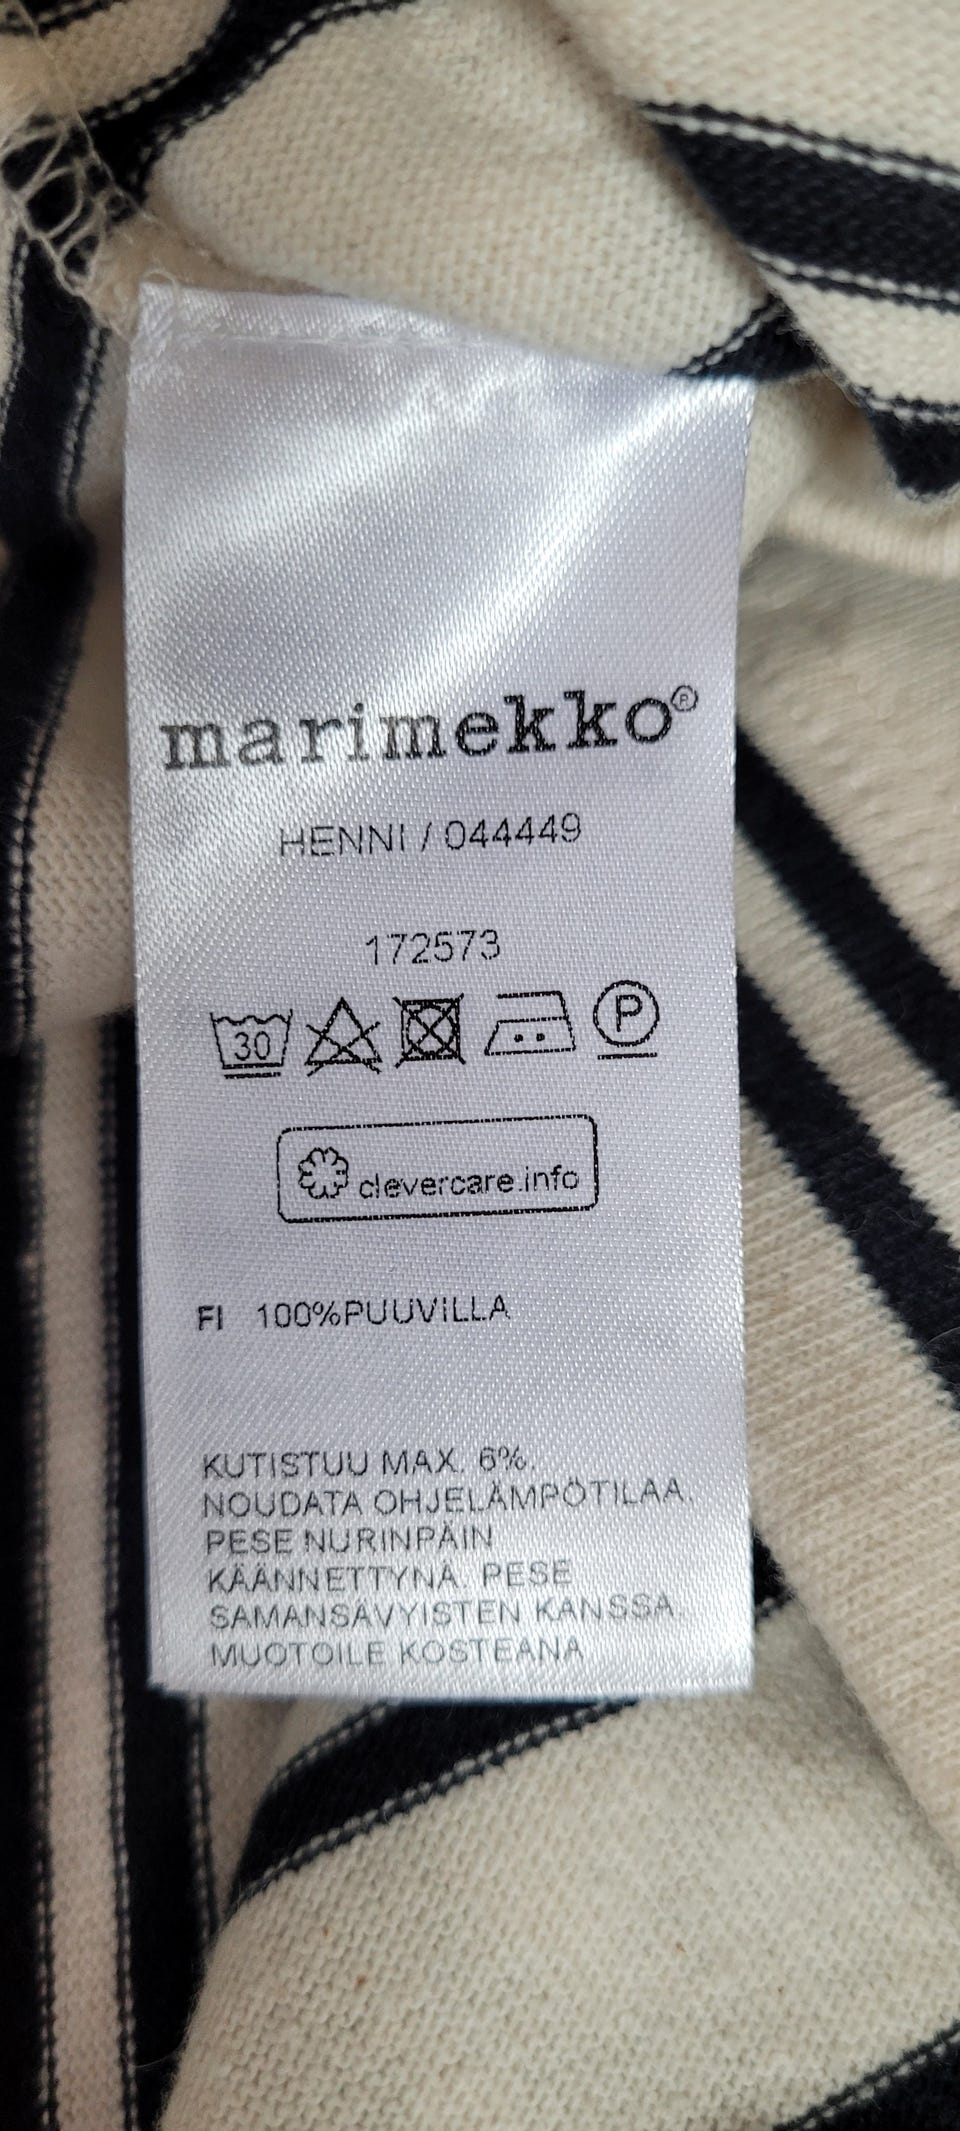 marimekko®
HENNI / 044449
172573
30 P
clevercare.info
FI 100%PUUVILLA
KUTISTUU MAX. 6%.
NOUDATA OHJELÄMPÖTILAA.
PESE NURINPÄIN
KÄÄNNETTYNÄ. PESE
SAMANSÄVYISTEN KANSSA.
MUOTOILE KOSTEANA